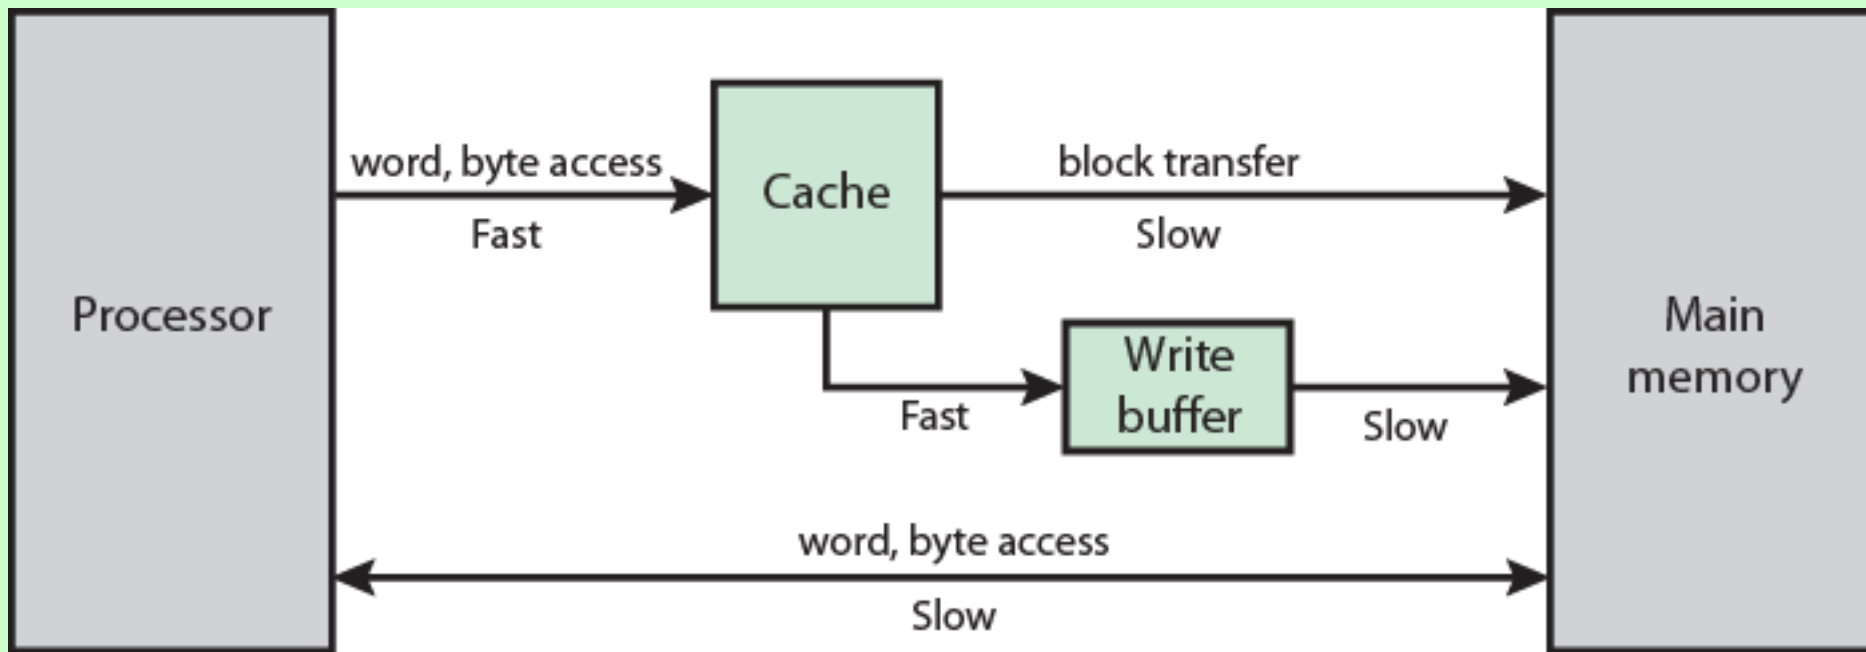 Processor
word, byte access
Fast
Cache
block transfer
Slow
Write
buffer
Fast
Slow
word, byte access
Slow
Main
memory